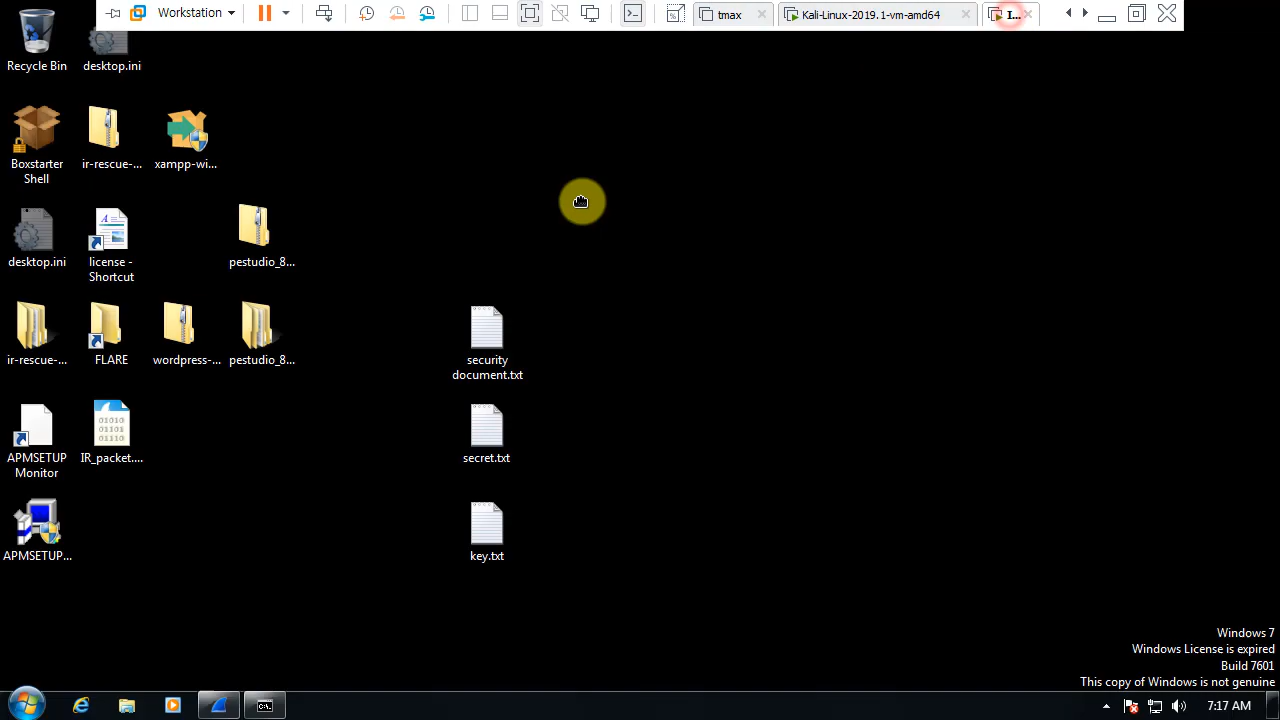 Workstation
tmax
Kali-Linux-2019.1-vm-amd64
I...
Recycle Bin
desktop.ini
Boxstarter
Shell
ir-rescue-...
xampp-wi...
desktop.ini
license -
Shortcut
pestudio_8...
ir-rescue-...
FLARE
wordpress-...
pestudio_8...
security
document.txt
APMSETUP
Monitor
01010
01101
01110
IR_packet....
secret.txt
APMSETUP...
key.txt
Windows 7
Windows License is expired
Build 7601
This copy of Windows is not genuine
C:\.
7:17 AM